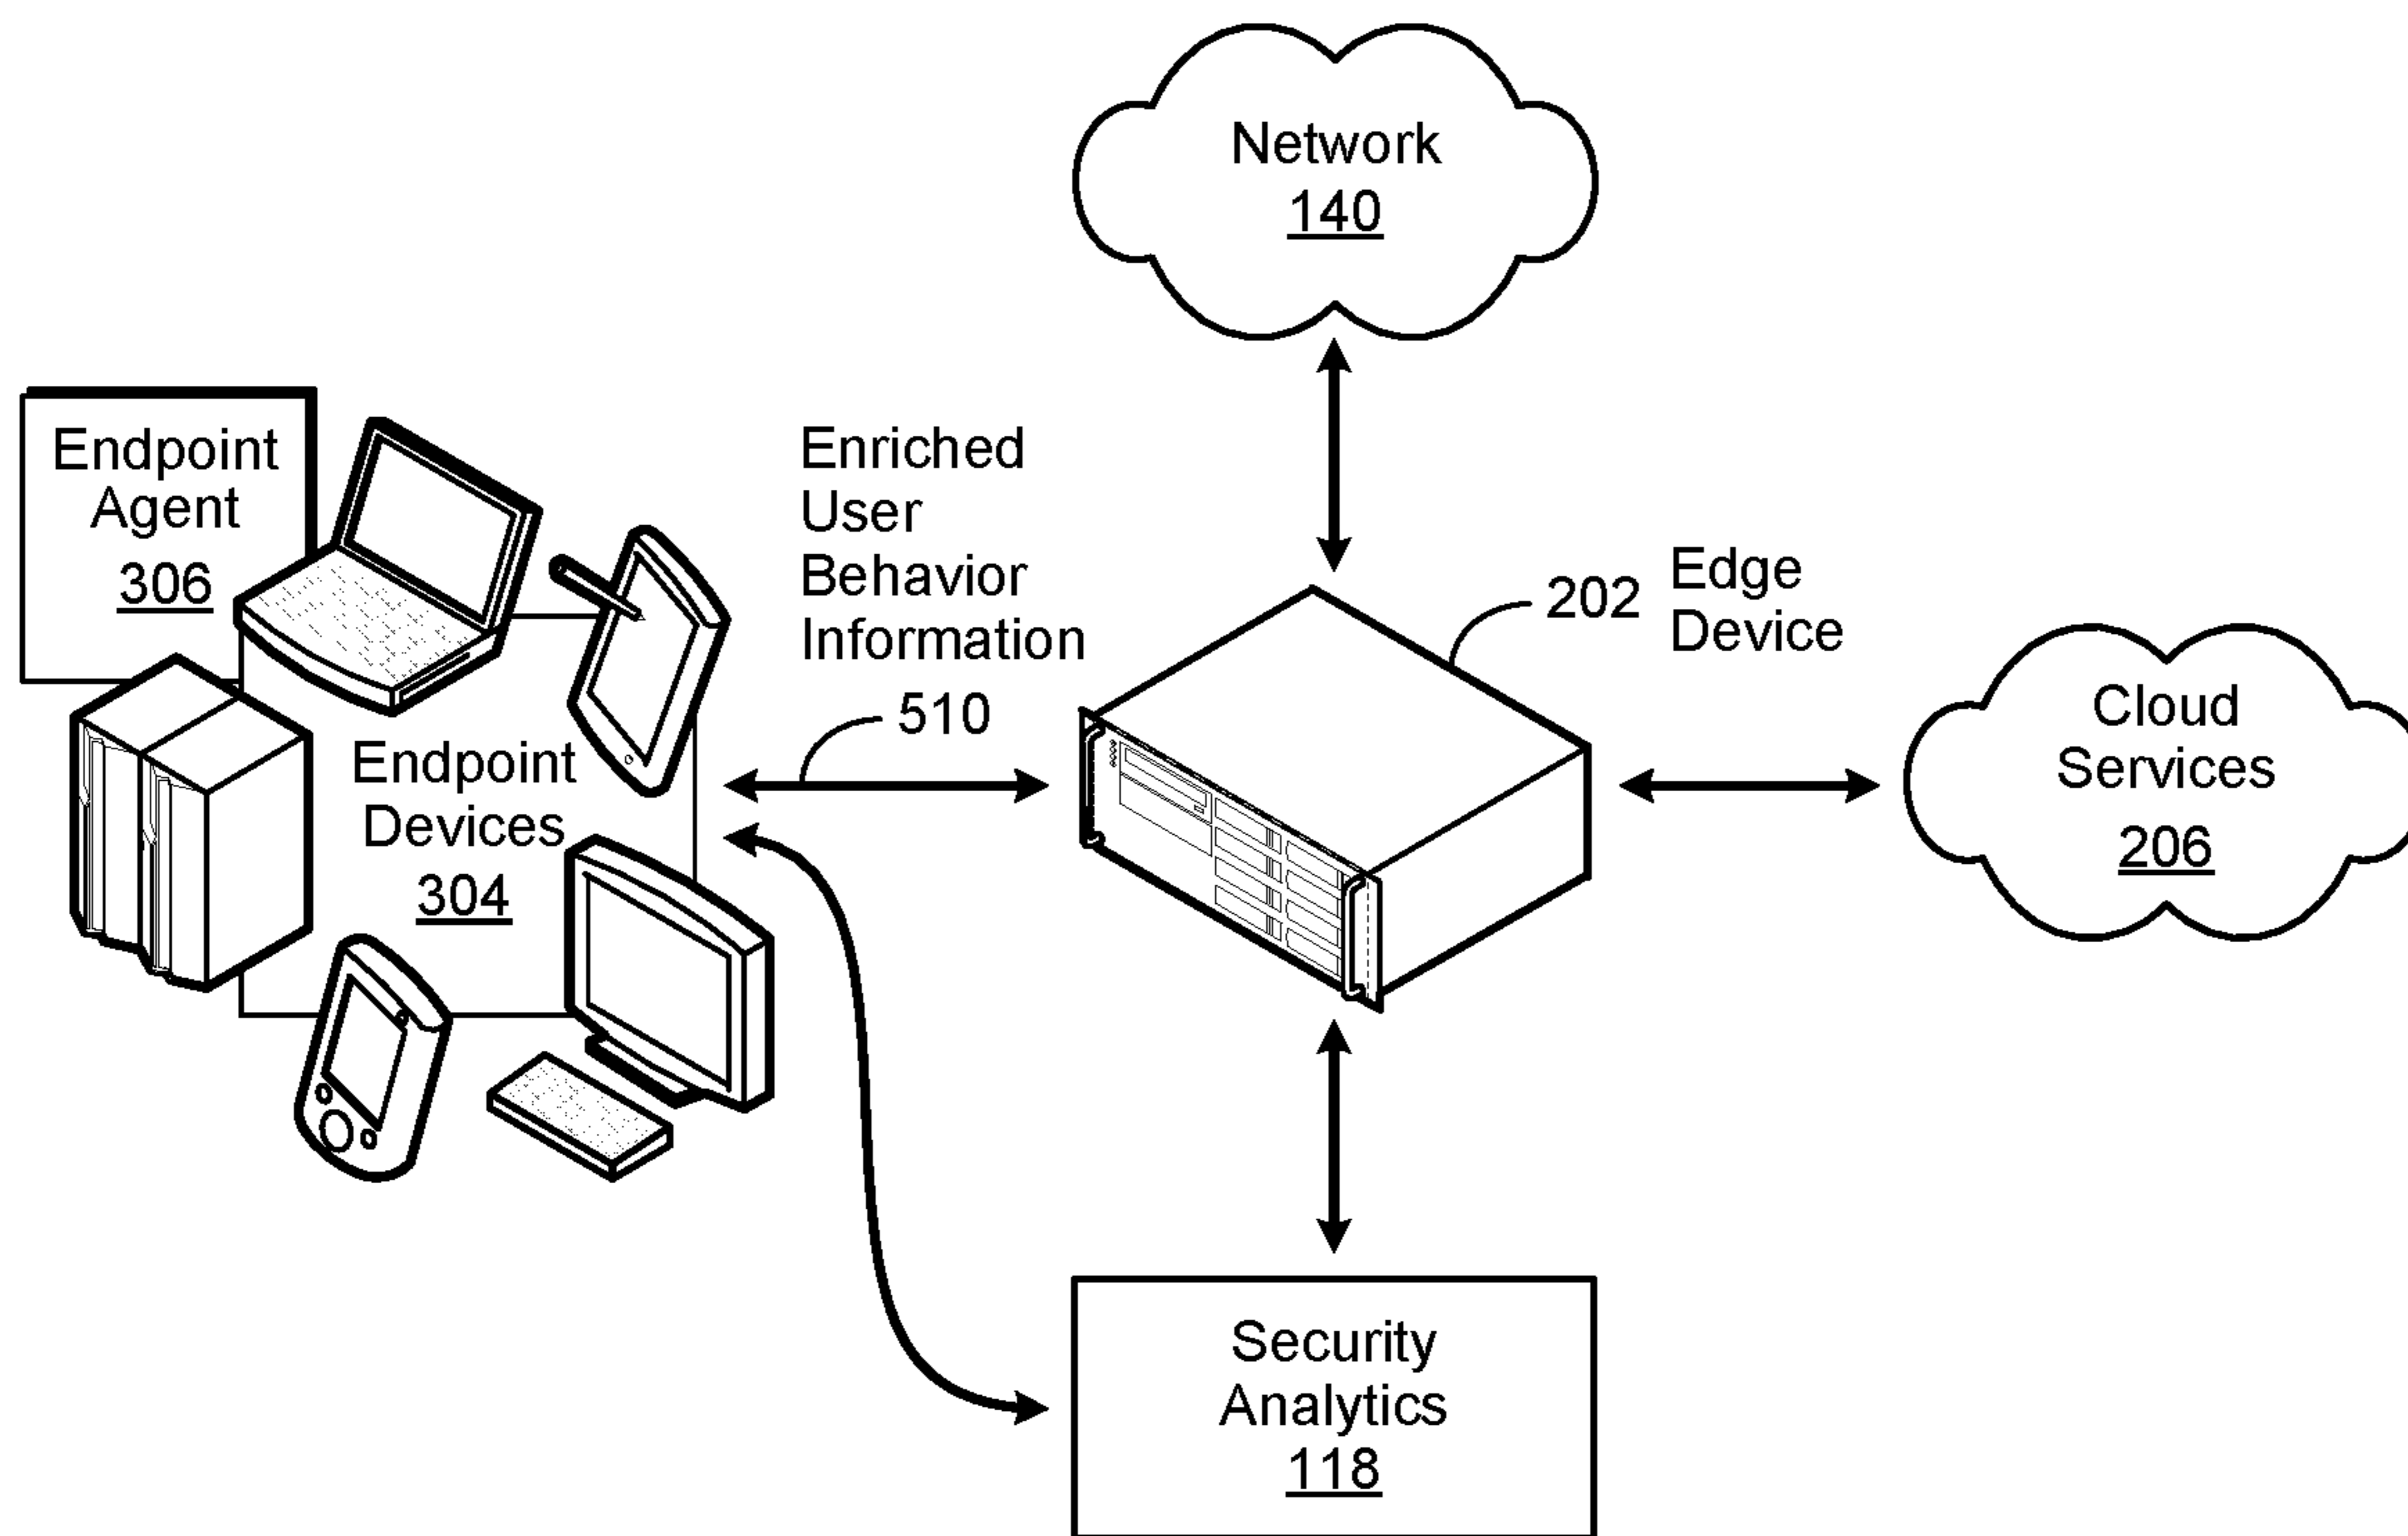 Network
140
Endpoint
Agent
306
Enriched
User
Behavior
Information
510
202
Edge
Device
Endpoint
Devices
304
Cloud
Services
206
Security
Analytics
118